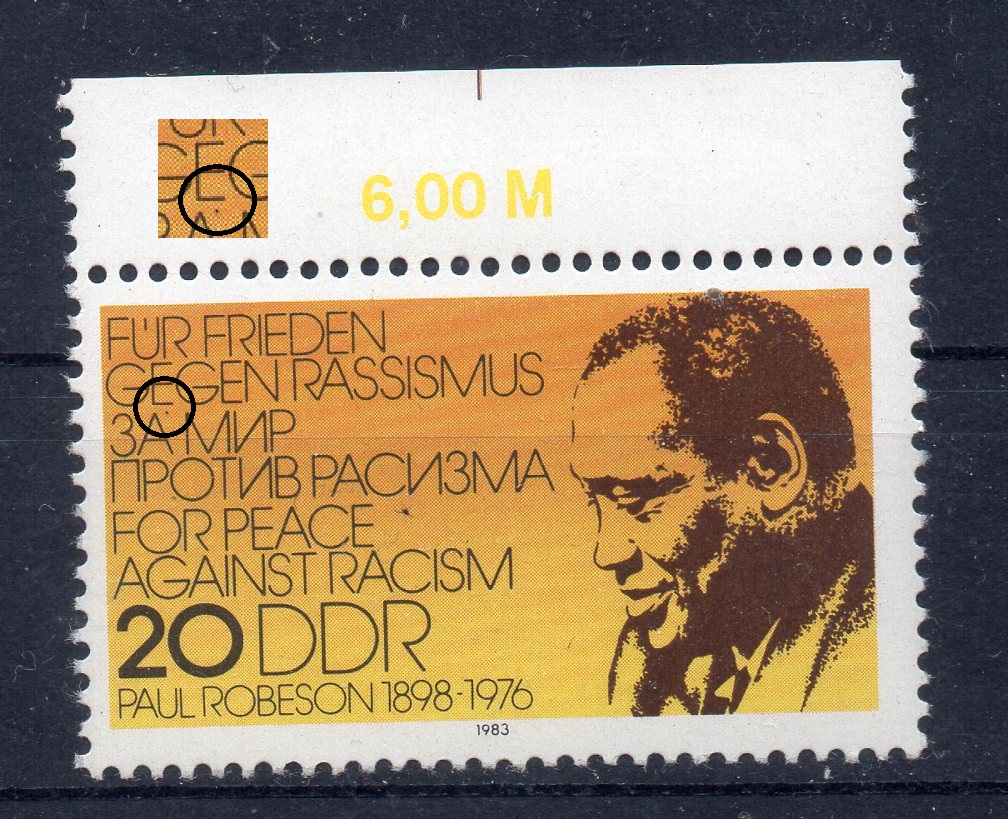 6,00 M
FÜR FRIEDEN
GEGEN RASSISMUS
ЗА МИР
ПРОТИВ РАСИЗМА
FOR PEACE
AGAINST RACISM
20 DDR
PAUL ROBESON 1898-1976
1983